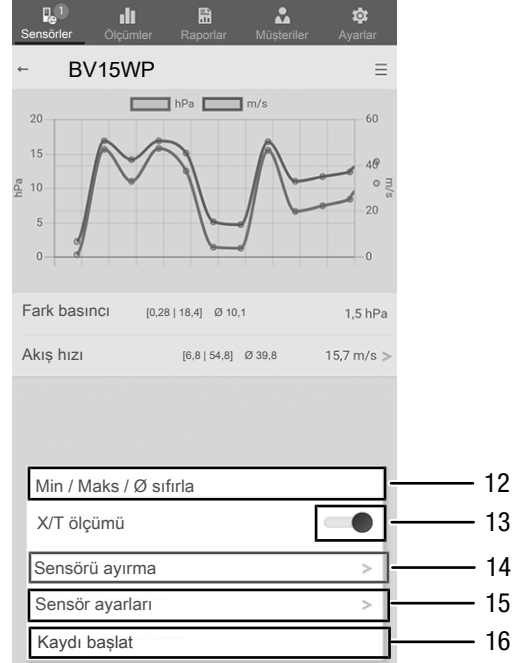 1
Sensörler Ölçümler Raporlar Müşteriler Ayarlar
← BV15WP ☰
hPa m/s
20 60
15
40
10
20
5
0 0
hPa
m/s
Fark basıncı [0,28 | 18,4] Ø 10,1 1,5 hPa
Akış hızı [6,8 | 54,8] Ø 39,8 15,7 m/s >
Min / Maks / Ø sıfırla 12
X/T ölçümü 13
Sensörü ayırma > 14
Sensör ayarları > 15
Kaydı başlat 16